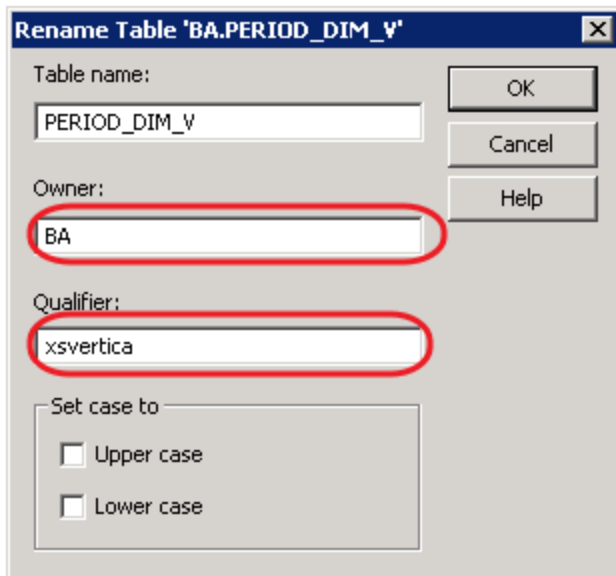 Rename Table 'BA.PERIOD_DIM_V'
Table name:
PERIOD_DIM_V
OK
Cancel
Owner:
Help
BA
Qualifier:
xsvertica
Set case to
Upper case
Lower case